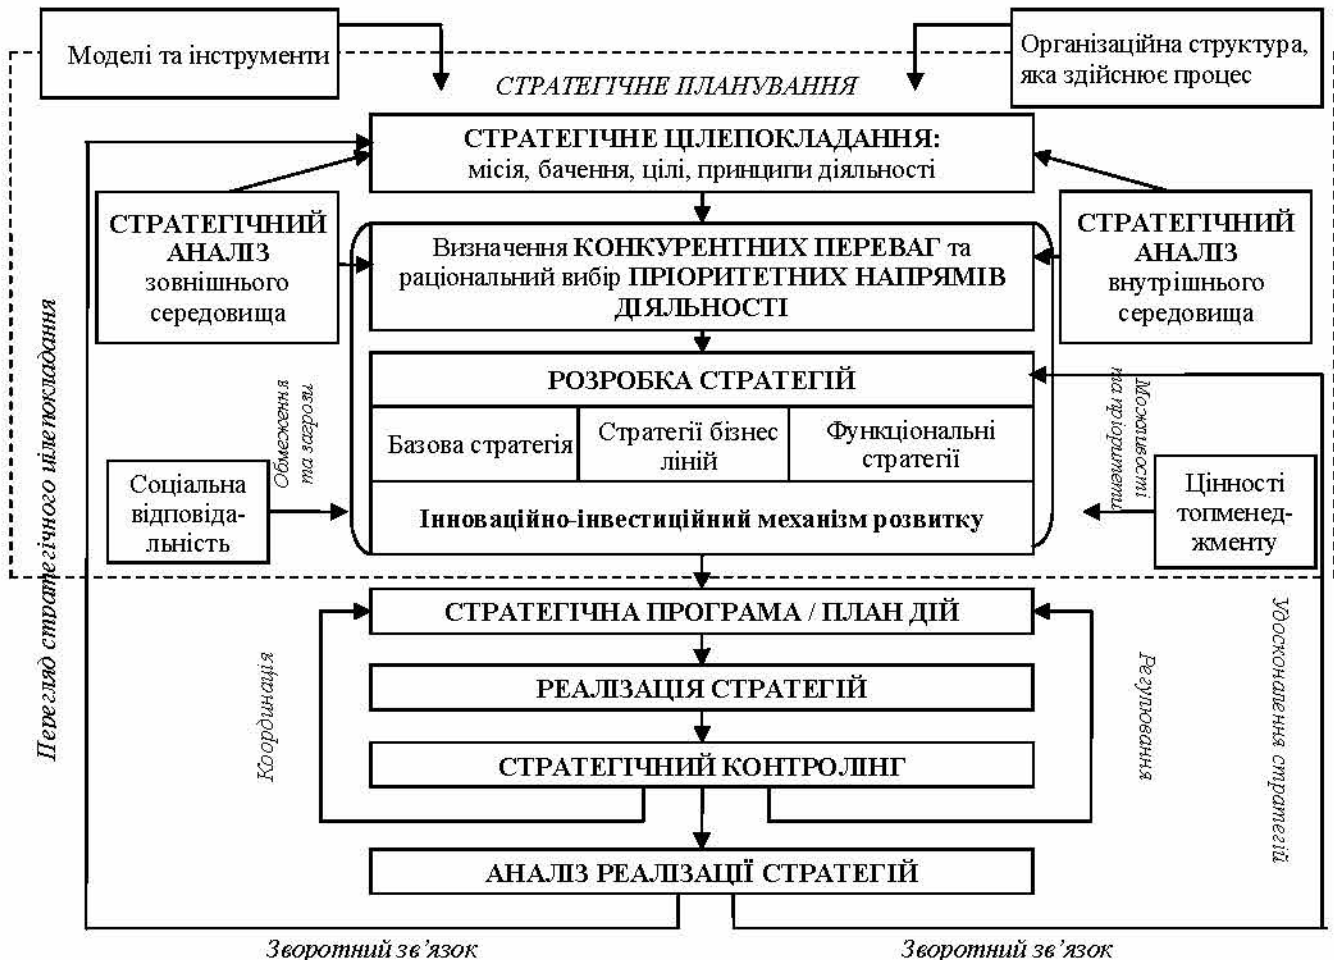 Моделі та інструменти
Організаційна структура,
яка здійснює процес
СТРАТЕГІЧНЕ ПЛАНУВАННЯ
СТРАТЕГІЧНЕ ЦІЛЕПОКЛАДАННЯ:
місія, бачення, цілі, принципи діяльності
СТРАТЕГІЧНИЙ
АНАЛІЗ
зовнішнього
середовища
Визначення КОНКУРЕНТНИХ ПЕРЕВАГ та
раціональний вибір ПРІОРИТЕТНИХ НАПРЯМІВ
ДІЯЛЬНОСТІ
СТРАТЕГІЧНИЙ
АНАЛІЗ
внутрішнього
середовища
РОЗРОБКА СТРАТЕГІЙ
Базова стратегія
Стратегії бізнес
ліній
Функціональні
стратегії
Інноваційно-інвестиційний механізм розвитку
Обмеження
та загрози
Можливості
та пріоритети
Соціальна
відповіда-
льність
Цінності
топменед-
жменту
Перегляд стратегічного цілепокладання
СТРАТЕГІЧНА ПРОГРАМА / ПЛАН ДІЙ
РЕАЛІЗАЦІЯ СТРАТЕГІЙ
СТРАТЕГІЧНИЙ КОНТРОЛІНГ
Координація
Регулювання
Удосконалення стратегій
АНАЛІЗ РЕАЛІЗАЦІЇ СТРАТЕГІЙ
Зворотний зв’язок
Зворотний зв’язок